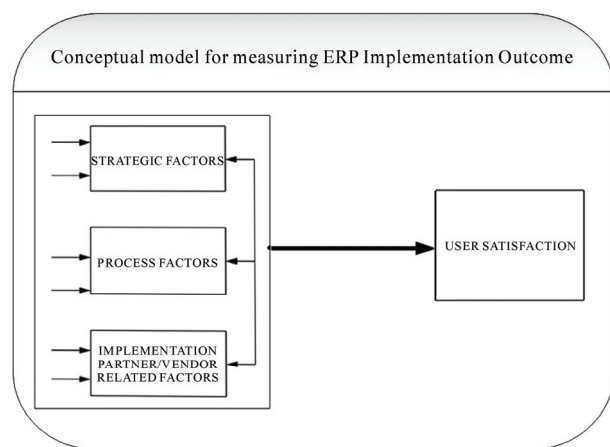 Conceptual model for measuring ERP Implementation Outcome
STRATEGIC FACTORS
PROCESS FACTORS
IMPLEMENTATION
PARTNER/VENDOR
RELATED FACTORS
USER SATISFACTION